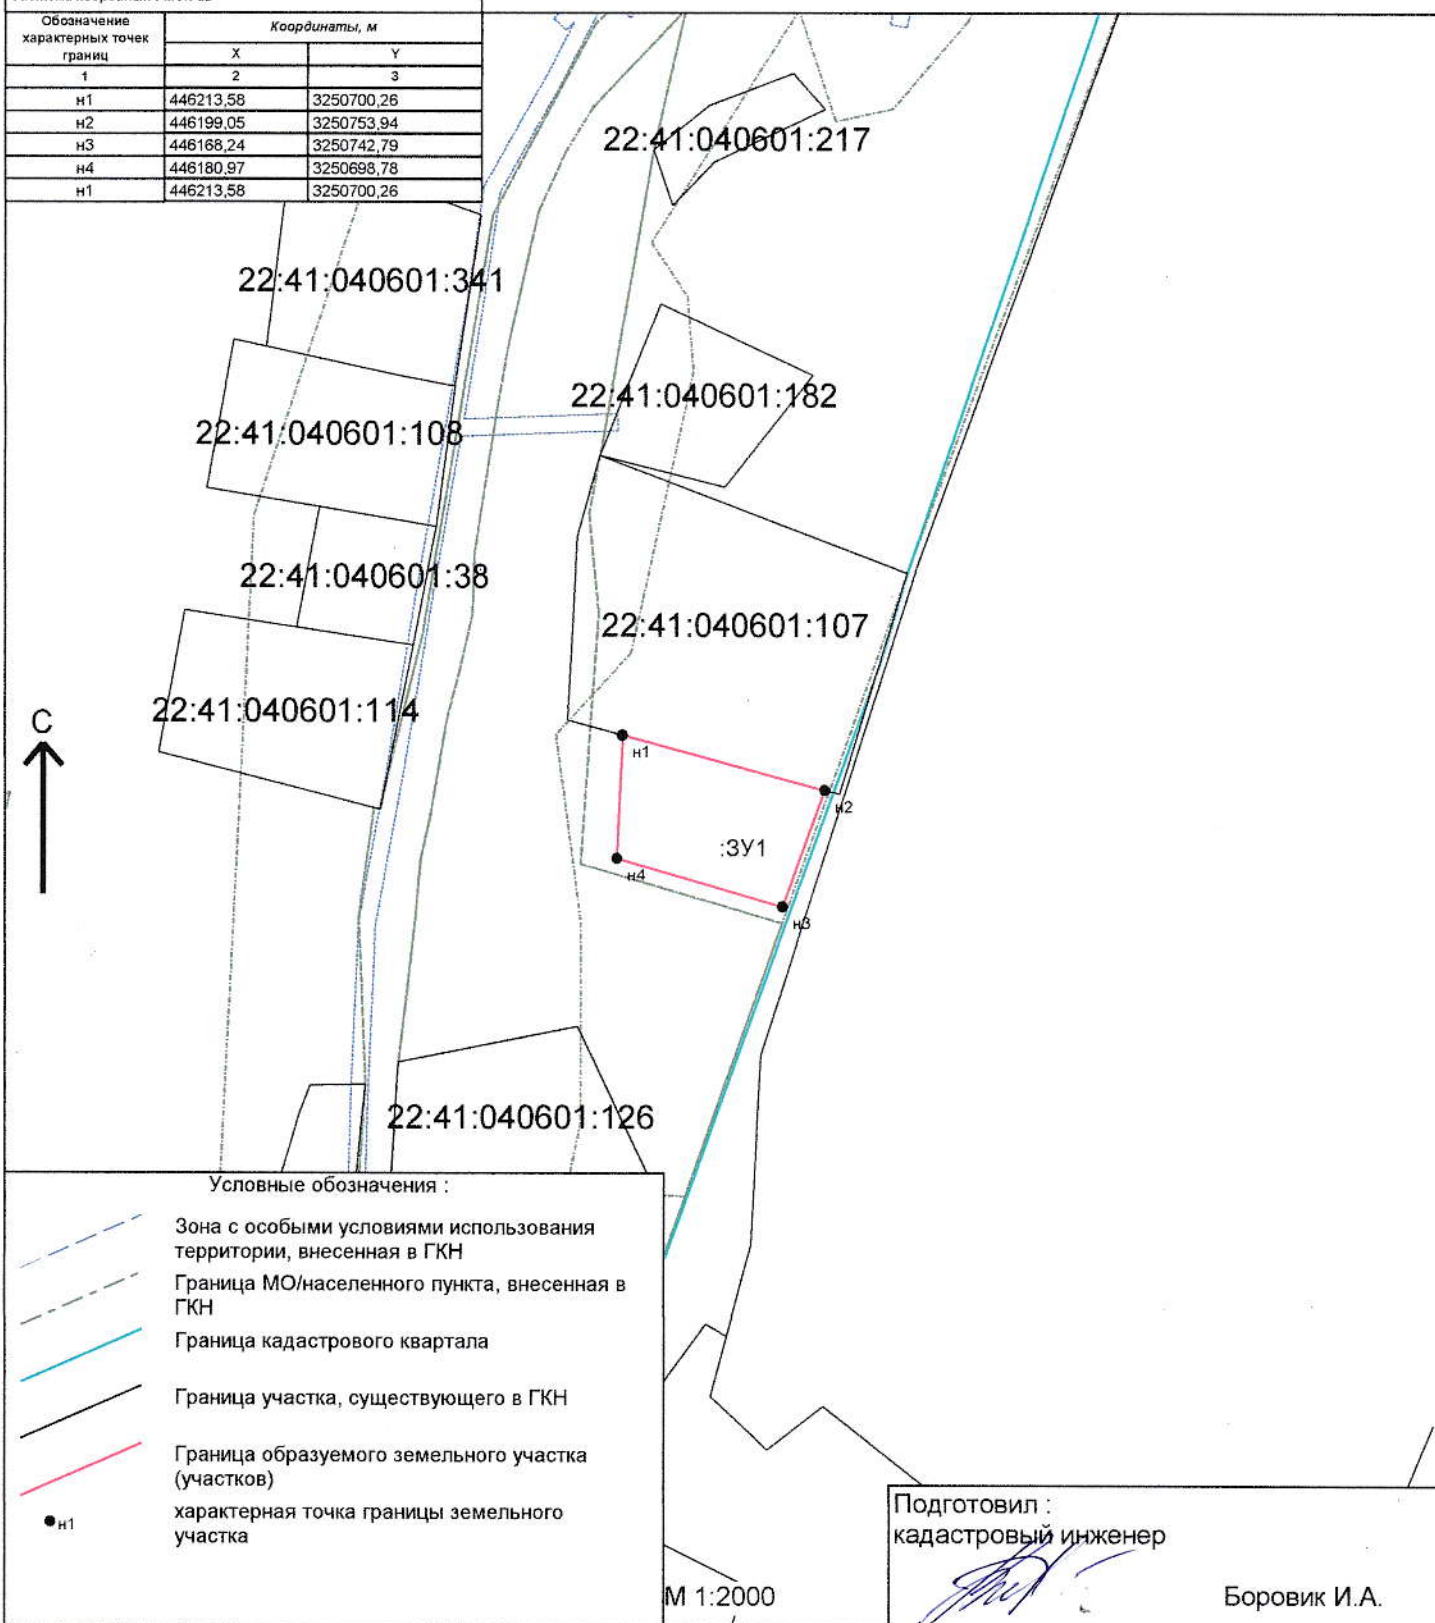 Обозначение характерных точек границ | Координаты, м
X | Y
1 | 2 | 3
н1 | 446213,58 | 3250700,26
н2 | 446199,05 | 3250753,94
н3 | 446168,24 | 3250742,79
н4 | 446180,97 | 3250698,78
н1 | 446213,58 | 3250700,26
22:41:040601:217
22:41:040601:341
22:41:040601:182
22:41:040601:108
22:41:040601:38
22:41:040601:107
22:41:040601:114
С
н1
н2
:ЗУ1
н4
н3
22:41:040601:126
Условные обозначения :
Зона с особыми условиями использования
территории, внесенная в ГКН
Граница МО/населенного пункта, внесенная в
ГКН
Граница кадастрового квартала
Граница участка, существующего в ГКН
Граница образуемого земельного участка
(участков)
н1
характерная точка границы земельного
участка
М 1:2000
Подготовил :
кадастровый инженер
Боровик И.А.